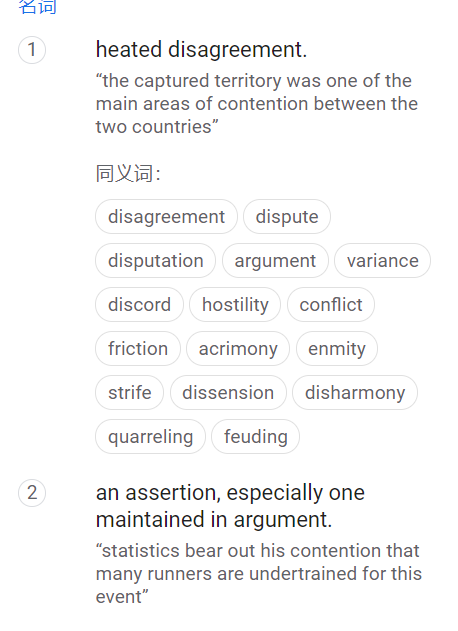 名词
1
heated disagreement.
“the captured territory was one of the
main areas of contention between the
two countries”
同义词：
disagreement dispute
disputation argument variance
discord hostility conflict
friction acrimony enmity
strife dissension disharmony
quarreling feuding
2
an assertion, especially one
maintained in argument.
“statistics bear out his contention that
many runners are undertrained for this
event”